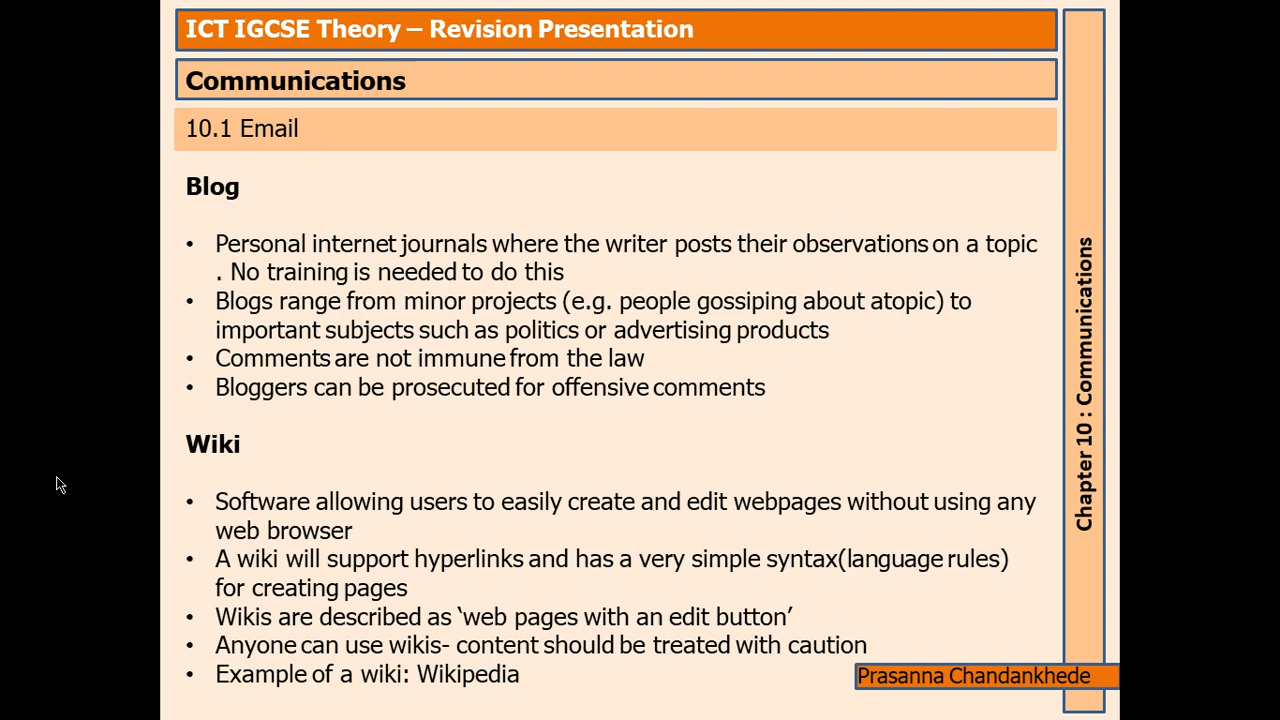 ICT IGCSE Theory – Revision Presentation
Communications
10.1 Email
Blog
• Personal internet journals where the writer posts their observations on a topic
. No training is needed to do this
• Blogs range from minor projects (e.g. people gossiping about atopic) to
important subjects such as politics or advertising products
• Comments are not immune from the law
• Bloggers can be prosecuted for offensive comments
Wiki
• Software allowing users to easily create and edit webpages without using any
web browser
• A wiki will support hyperlinks and has a very simple syntax(language rules)
for creating pages
• Wikis are described as ‘web pages with an edit button’
• Anyone can use wikis- content should be treated with caution
• Example of a wiki: Wikipedia
Prasanna Chandankhede
Chapter 10 : Communications